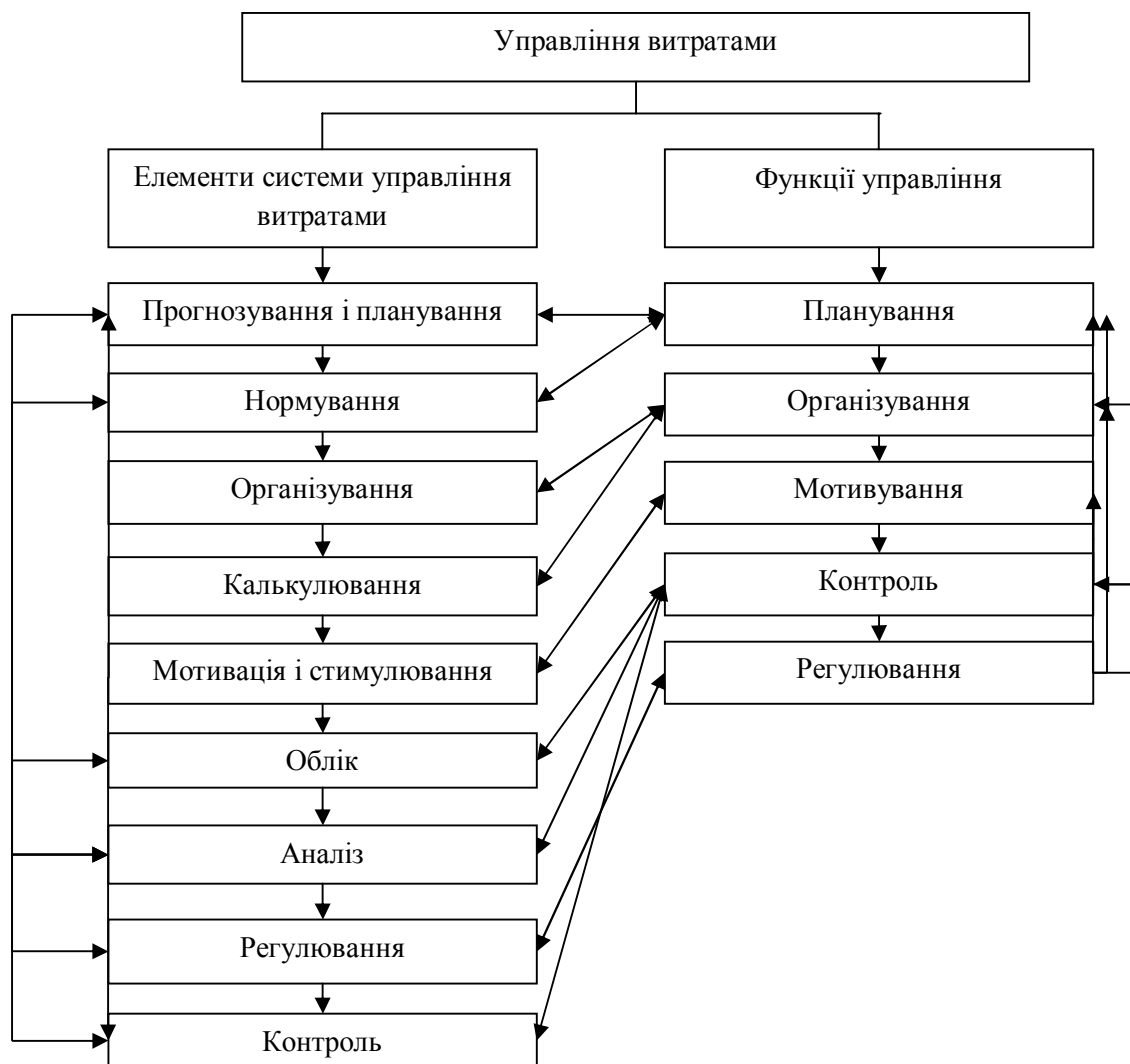 Управління витратами
Елементи системи управління
витратами
Функції управління
Прогнозування і планування
Планування
Нормування
Організування
Організування
Мотивування
Калькулювання
Контроль
Мотивація і стимулювання
Регулювання
Облік
Аналіз
Регулювання
Контроль